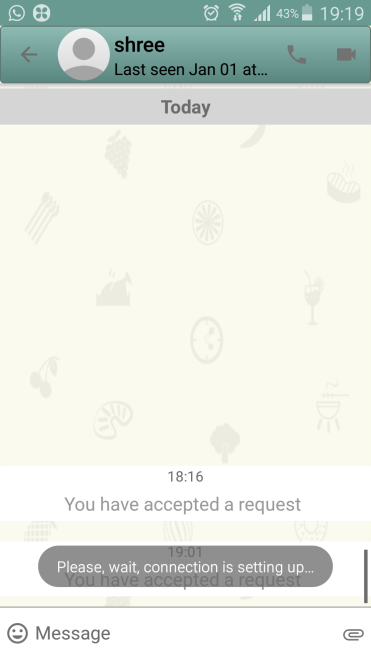 43% 19:19
shree
Last seen Jan 01 at...
Today
18:16
You have accepted a request
19:01
Please, wait, connection is setting up...
You have accepted a request
Message